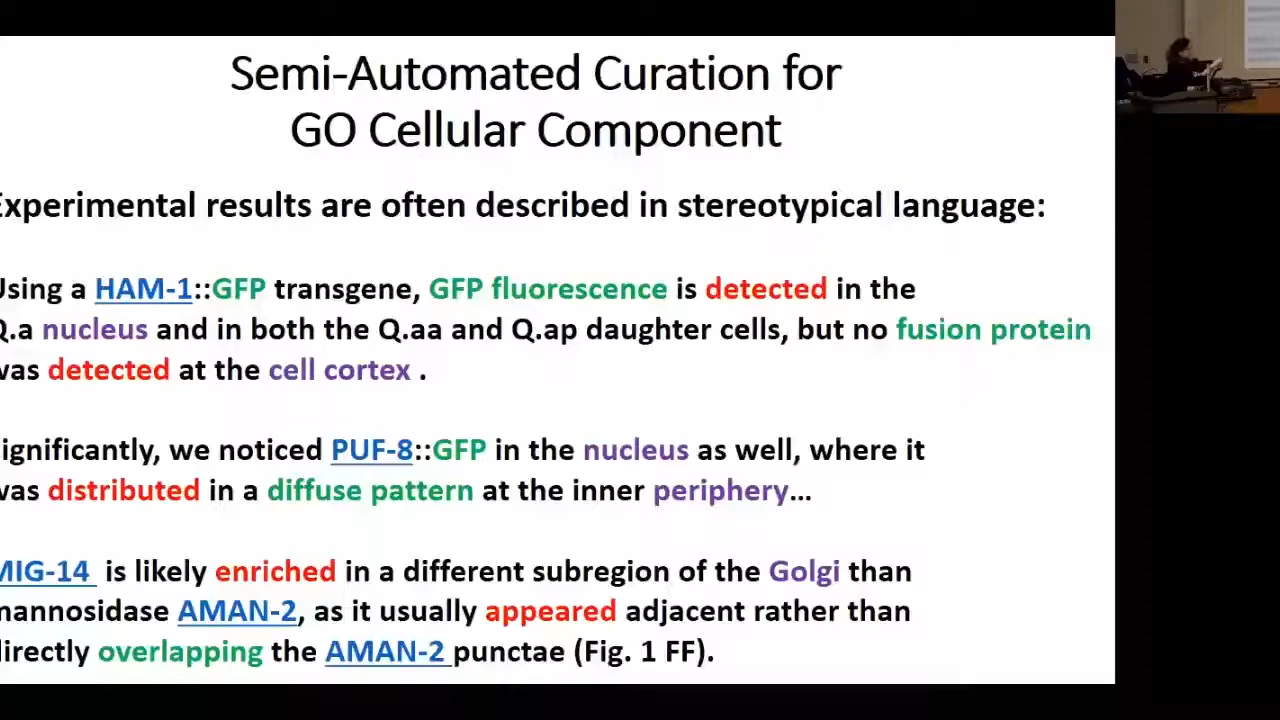 Semi-Automated Curation for
GO Cellular Component
Experimental results are often described in stereotypical language:
Using a HAM-1::GFP transgene, GFP fluorescence is detected in the
Q.a nucleus and in both the Q.aa and Q.ap daughter cells, but no fusion protein
was detected at the cell cortex .
ignificantly, we noticed PUF-8::GFP in the nucleus as well, where it
was distributed in a diffuse pattern at the inner periphery...
MIG-14 is likely enriched in a different subregion of the Golgi than
mannosidase AMAN-2, as it usually appeared adjacent rather than
directly overlapping the AMAN-2 punctae (Fig. 1 FF).